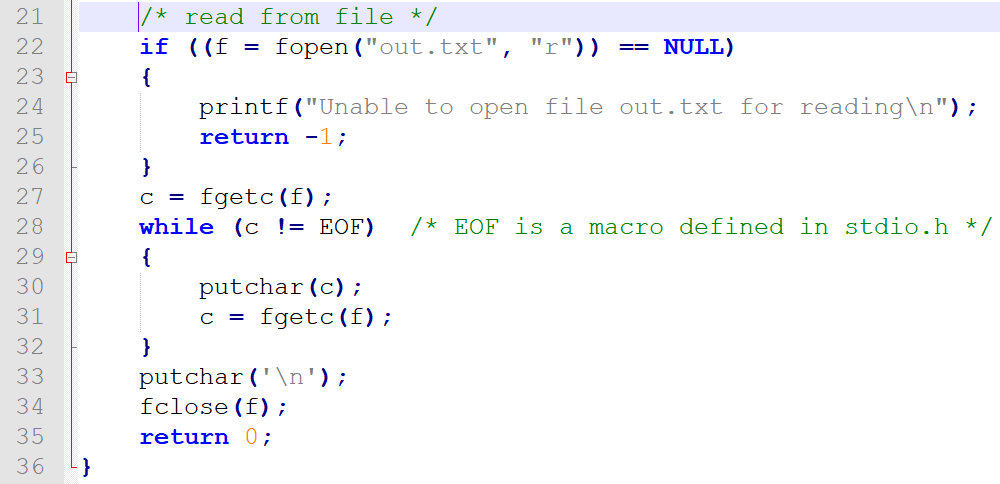 21 /* read from file */
22 if ((f = fopen("out.txt", "r")) == NULL)
23 {
24 printf("Unable to open file out.txt for reading\n");
25 return -1;
26 }
27 c = fgetc(f);
28 while (c != EOF)  /* EOF is a macro defined in stdio.h */
29 {
30 putchar(c);
31 c = fgetc(f);
32 }
33 putchar('\n');
34 fclose(f);
35 return 0;
36 }